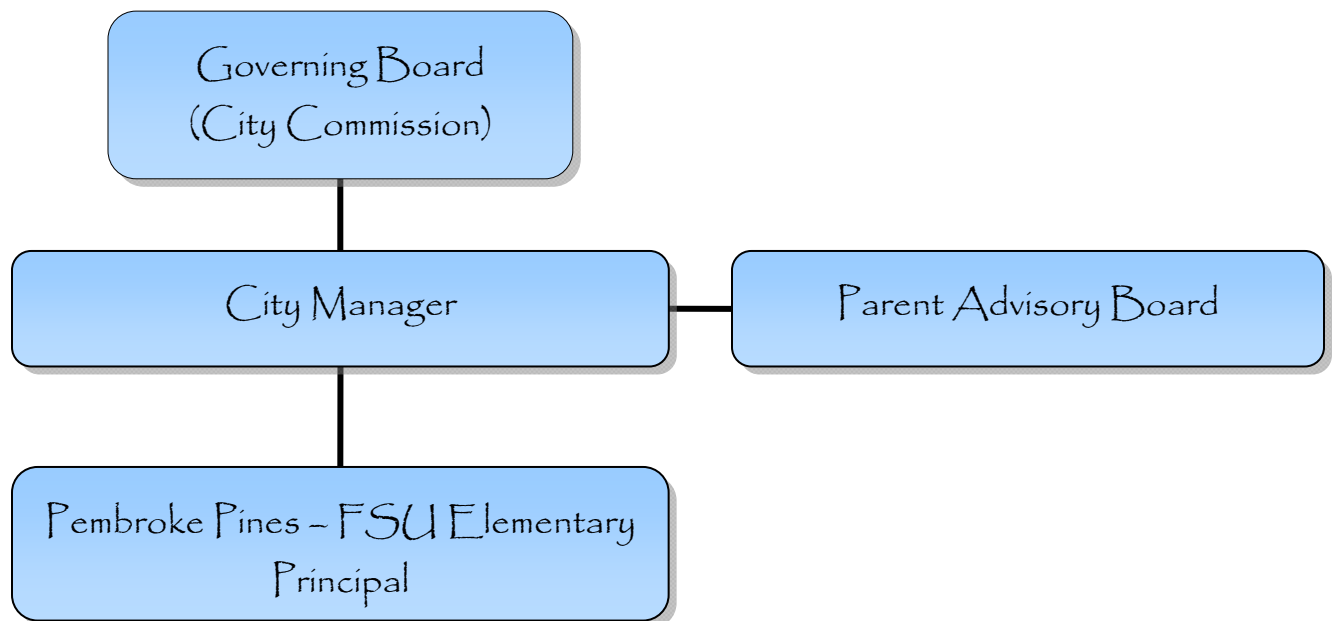 Governing Board
(City Commission)
City Manager
Parent Advisory Board
Pembroke Pines – FSU Elementary
Principal